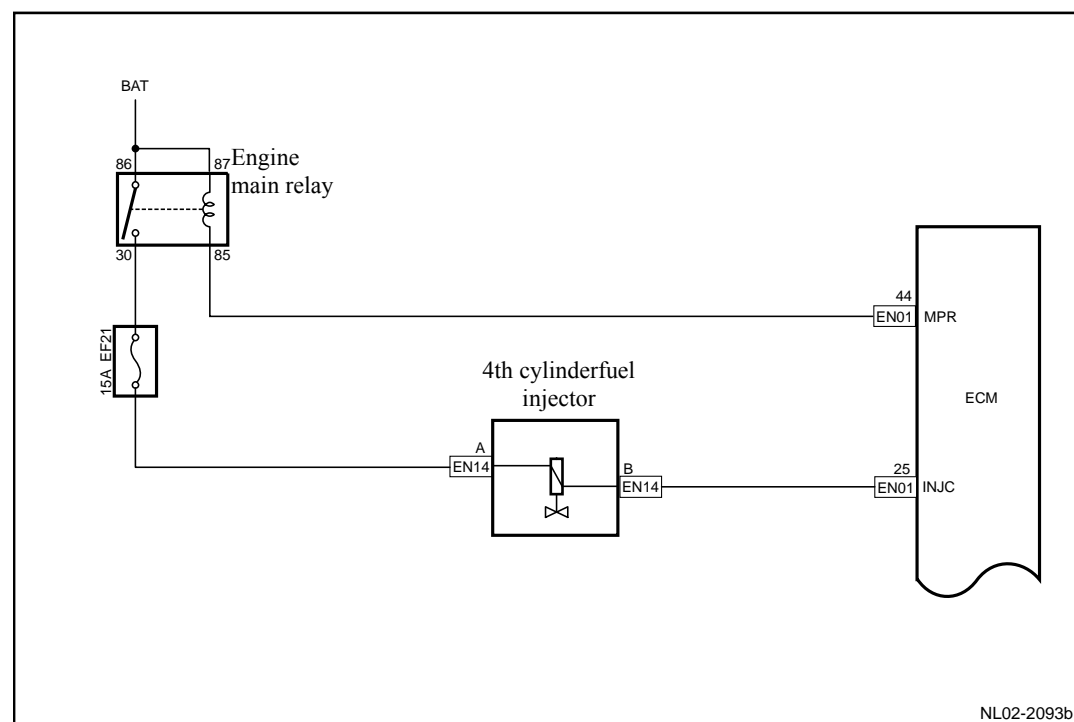 BAT
86
87
Engine
main relay
30
85
15A EF21
44
EN01
MPR
4th cylinderfuel
injector
ECM
A
EN14
B
EN14
25
EN01
INJC
NL02-2093b